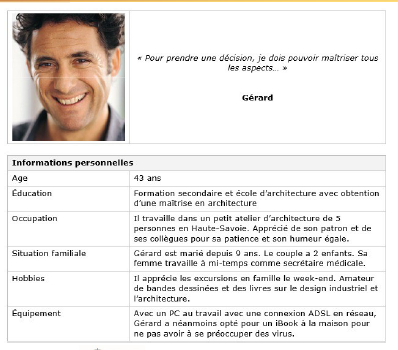 « Pour prendre une décision, je dois pouvoir maîtriser tous
les aspects... »
Gérard
Informations personnelles
Age
43 ans
Éducation
Formation secondaire et école d'architecture avec obtention
d'une maîtrise en architecture
Occupation
Il travaille dans un petit atelier d'architecture de 5
personnes en Haute-Savoie. Apprécié de son patron et de
ses collègues pour sa patience et son humeur égale.
Situation familiale
Gérard est marié depuis 9 ans. Le couple a 2 enfants. Sa
femme travaille à mi-temps comme secrétaire médicale.
Hobbies
Il apprécie les excursions en famille le week-end. Amateur
de bandes dessinées et des livres sur le design industriel et
l'architecture.
Équipement
Avec un PC au travail avec une connexion ADSL en réseau,
Gérard a néanmoins opté pour un iBook à la maison pour
ne pas avoir à se préoccuper des virus.